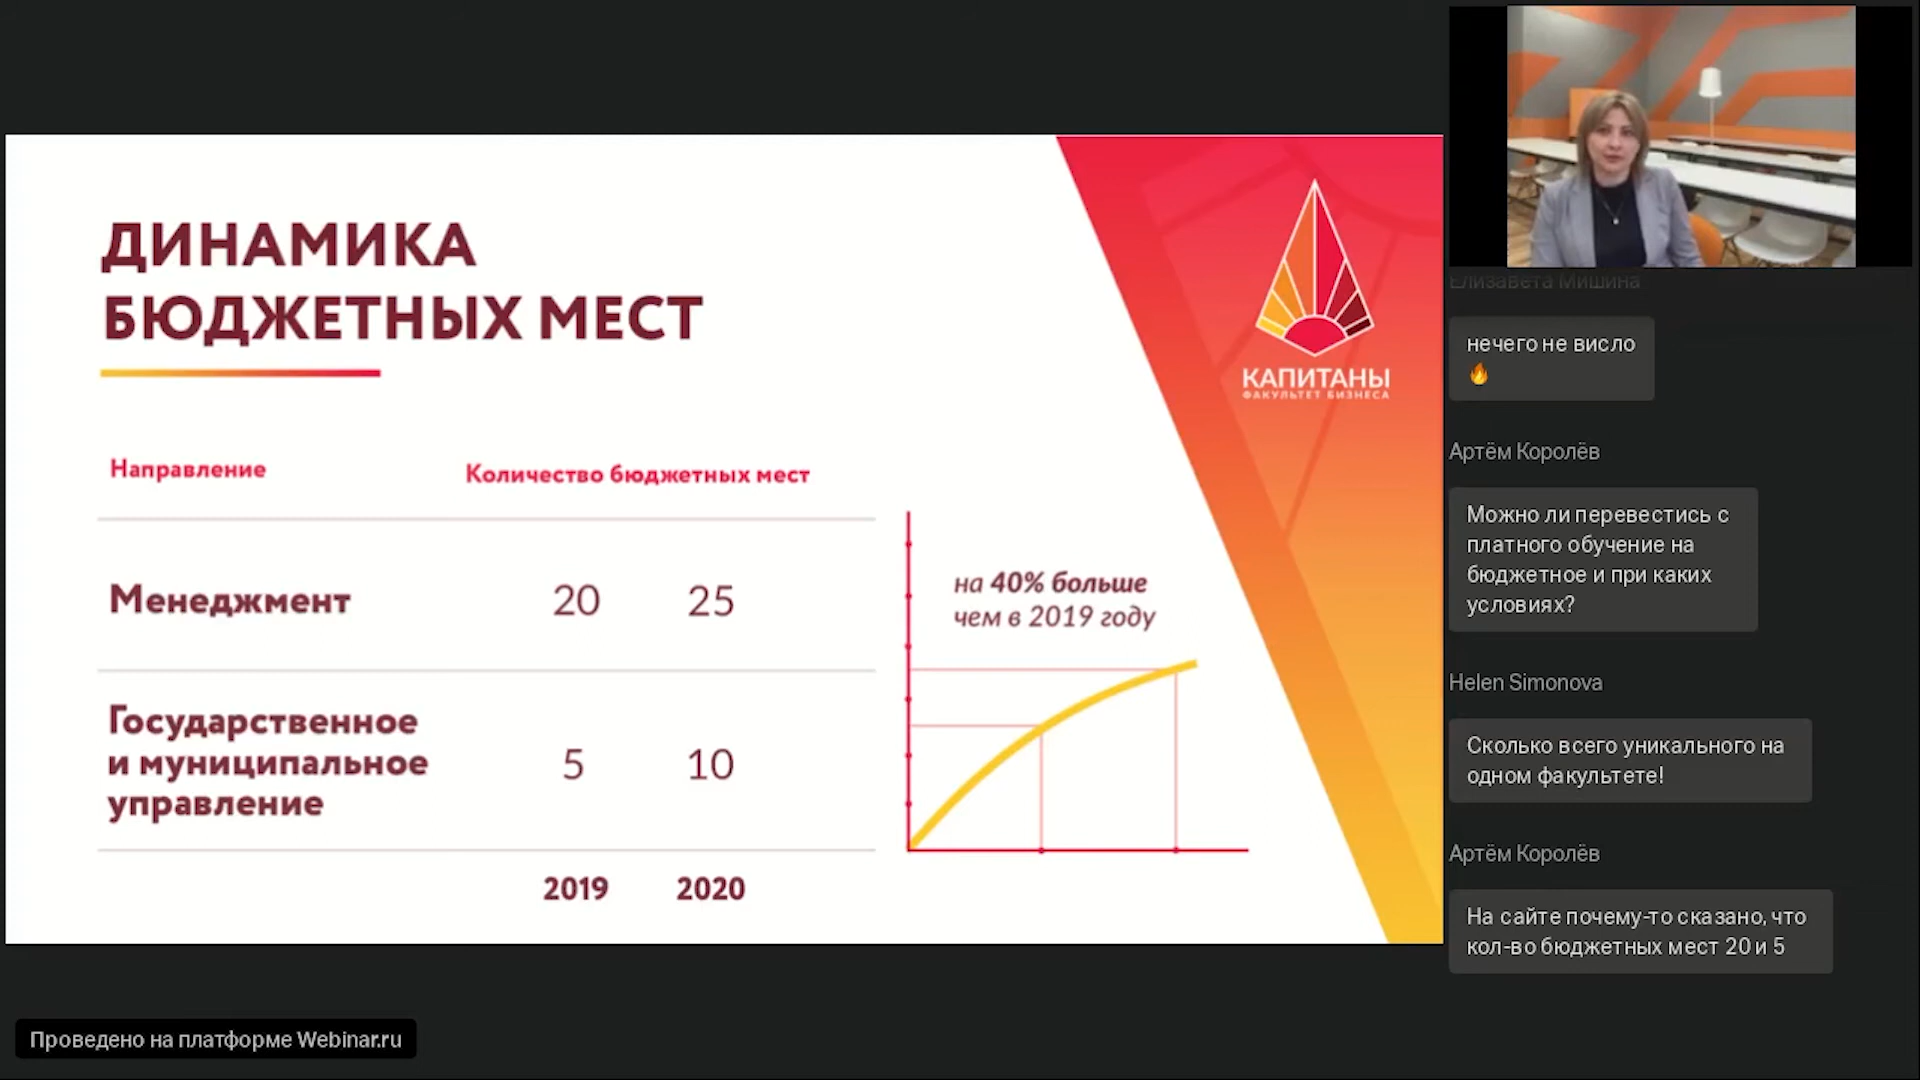 ДИНАМИКА
БЮДЖЕТНЫХ МЕСТ
КАПИТАНЫ
ФАКУЛЬТЕТ БИЗНЕСА
Направление
Количество бюджетных мест
Менеджмент
20
25
Государственное
и муниципальное
управление
5
10
2019
2020
на 40% больше
чем в 2019 году
Елизавета Мишина
нечего не висло
🔥
Артём Королёв
Можно ли перевестись с
платного обучение на
бюджетное и при каких
условиях?
Helen Simonova
Сколько всего уникального на
одном факультете!
Артём Королёв
На сайте почему-то сказано, что
кол-во бюджетных мест 20 и 5
Проведено на платформе Webinar.ru